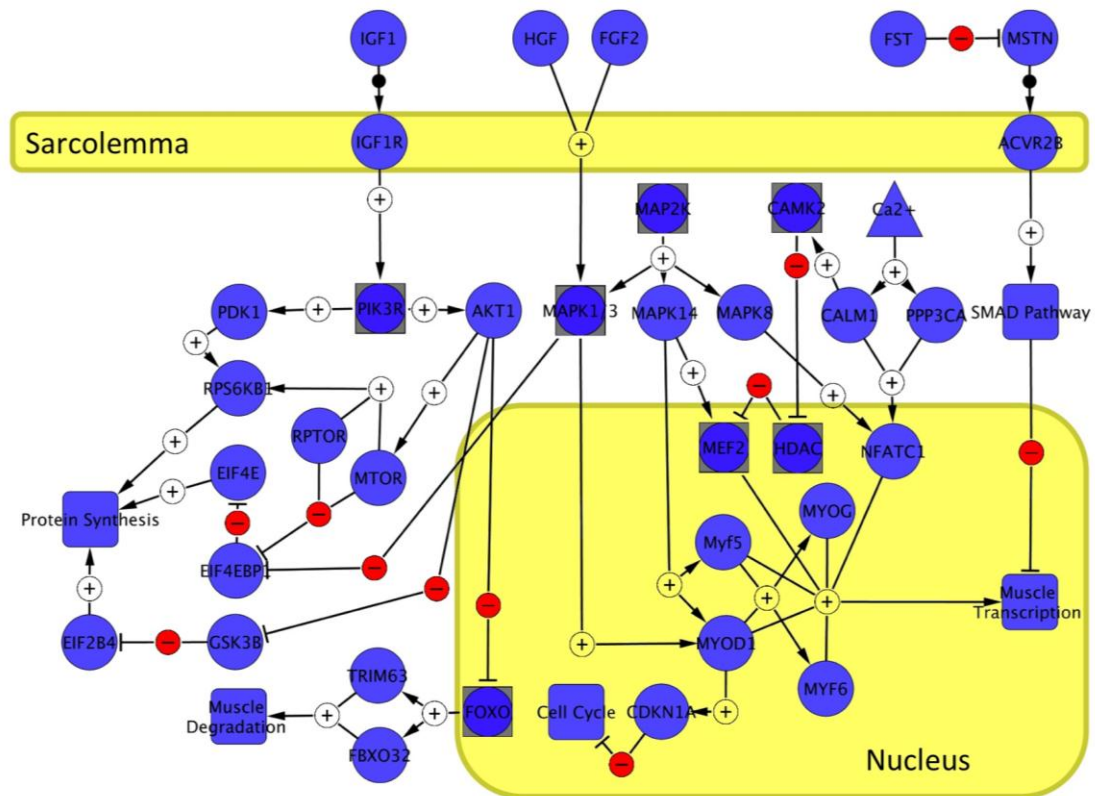 IGF1
HGF
FGF2
FST
−
MSTN
Sarcolemma
IGF1R
+
ACVR2B
+
MAP2K
CAMK2
Ca2+
+
+
−
+
+
PDK1
+
PIK3R
+
AKT1
MAPK1/3
MAPK14
MAPK8
CALM1
PPP3CA
SMAD Pathway
+
RPS6KB1
+
+
+
−
+
+
RPTOR
MEF2
HDAC
NFATC1
+
−
EIF4E
MTOR
+
Protein Synthesis
−
−
MYOG
Myf5
EIF4EBP1
−
+
−
−
+
+
+
Muscle
Transcription
EIF2B4
−
GSK3B
+
MYOD1
TRIM63
MYF6
Muscle
Degradation
+
+
FOXO
Cell Cycle
CDKN1A
+
FBXO32
−
Nucleus